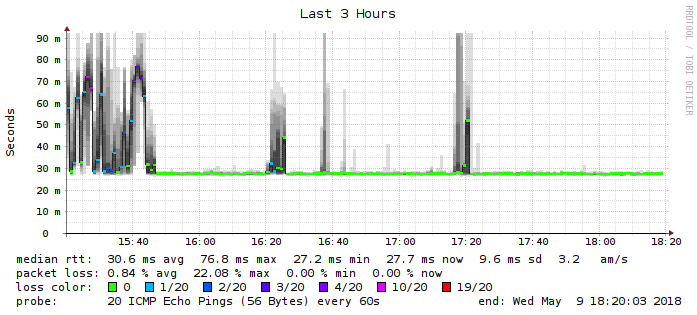 Last 3 Hours
RRDTOOL / TOBI OETIKER
Seconds
90 m
80 m
70 m
60 m
50 m
40 m
30 m
20 m
10 m
0
15:40 16:00 16:20 16:40 17:00 17:20 17:40 18:00 18:20
median rtt: 30.6 ms avg 76.8 ms max 27.2 ms min 27.7 ms now 9.6 ms sd 3.2 am/s
packet loss: 0.84 % avg 22.08 % max 0.00 % min 0.00 % now
loss color: 0 1/20 2/20 3/20 4/20 10/20 19/20
probe: 20 ICMP Echo Pings (56 Bytes) every 60s end: Wed May 9 18:20:03 2018